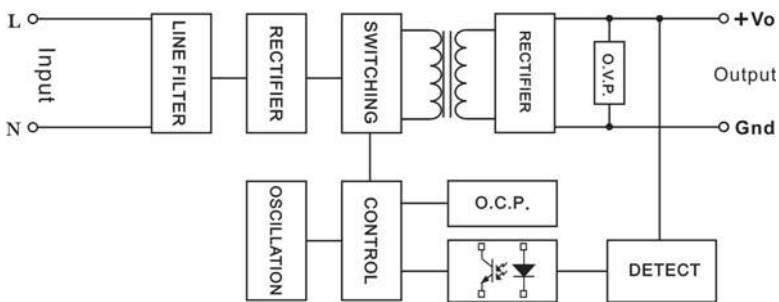 L
N
Input
LINE FILTER
RECTIFIER
SWITCHING
RECTIFIER
O.V.P.
+Vo
Output
Gnd
OSCILLATION
CONTROL
O.C.P.
DETECT